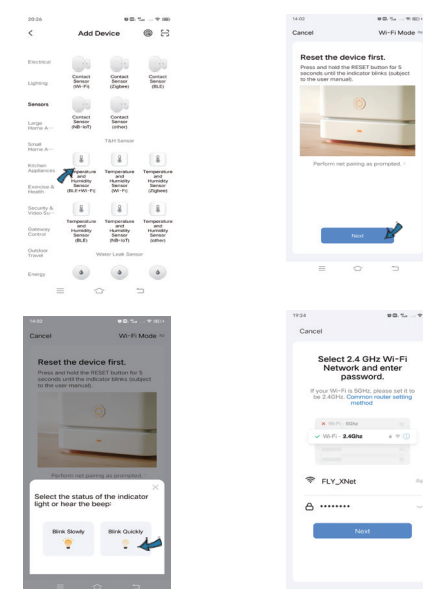 20:26
Add Device
Electrical
Lighting
Sensors
Large
Home A...
Small
Home A...
Kitchen
Appliances
Exercise &
Health
Security &
Video Su...
Gateway
Control
Outdoor
Travel
Energy
Contact
Sensor
(Wi-Fi)
Contact
Sensor
(Zigbee)
Contact
Sensor
(BLE)
Contact
Sensor
(NB-IoT)
Contact
Sensor
(other)
T&H Sensor
Temperature
and
Humidity
Sensor
(BLE+Wi-Fi)
Temperature
and
Humidity
Sensor
(Wi-Fi)
Temperature
and
Humidity
Sensor
(Zigbee)
Temperature
and
Humidity
Sensor
(BLE)
Temperature
and
Humidity
Sensor
(NB-IoT)
Temperature
and
Humidity
Sensor
(other)
Water Leak Sensor
14:02
Cancel
Wi-Fi Mode
Reset the device first.
Press and hold the RESET button for 5
seconds until the indicator blinks (subject
to the user manual).
Perform net pairing as prompted.
Next
14:02
Cancel
Wi-Fi Mode
Reset the device first.
Press and hold the RESET button for 5
seconds until the indicator blinks (subject
to the user manual).
Perform net pairing as prompted.
Select the status of the indicator
light or hear the beep:
Blink Slowly
Blink Quickly
19:24
Cancel
Select 2.4 GHz Wi-Fi
Network and enter
password.
If your Wi-Fi is 5GHz, please set it to
be 2.4GHz. Common router setting
method
Wi-Fi - 5Ghz
Wi-Fi - 2.4Ghz
FLY_XNet
Next